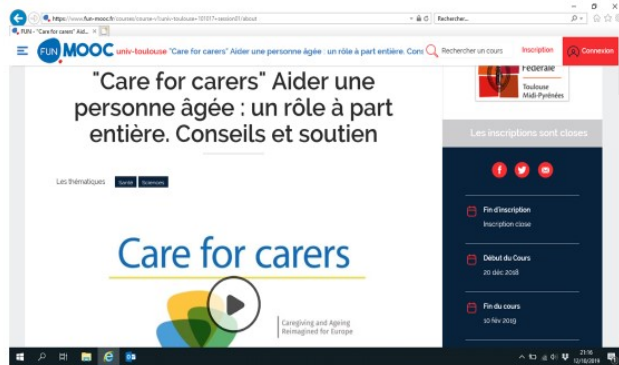 https://www.fun-mooc.fr/courses/course-v1:univ-toulouse+101017+session01/about
Rechercher...
FUN - "Care for carers" Aid...
FUN MOOC univ-toulouse "Care for carers" Aider une personne âgée : un rôle à part entière. Cons Rechercher un cours Inscription Connexion
"Care for carers" Aider une
personne âgée : un rôle à part
entière. Conseils et soutien
Les thématiques Santé Sciences
Care for carers
Caregiving and Ageing
Reimagined for Europe
Fédérale
Toulouse
Midi-Pyrénées
Les inscriptions sont closes
Fin d'inscription
Inscription close
Début du Cours
20 déc 2018
Fin du cours
10 fév 2019
21:16
12/10/2019